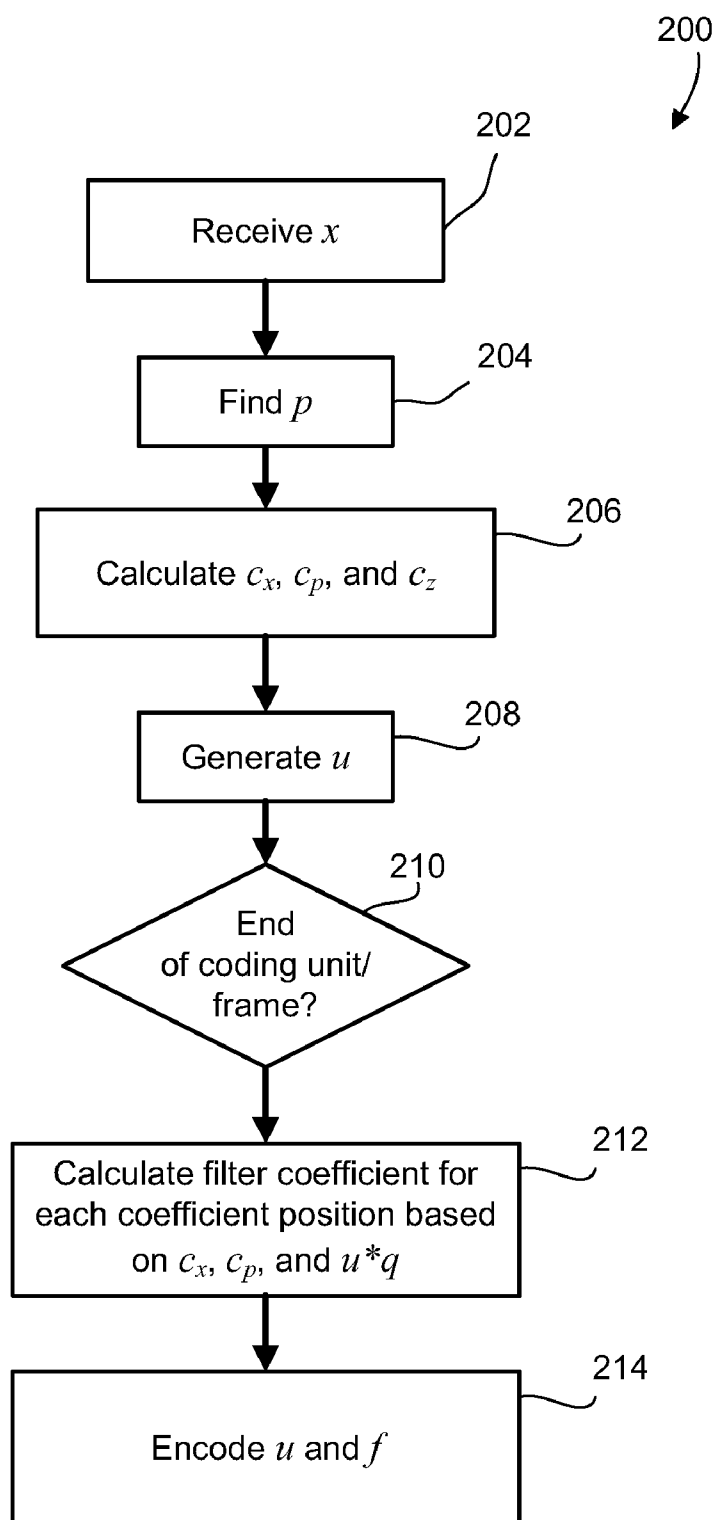 200
202
Receive x
204
Find p
206
Calculate cₓ, cₚ, and c_z
208
Generate u
210
End
of coding unit/
frame?
212
Calculate filter coefficient for
each coefficient position based
on cₓ, cₚ, and u*q
214
Encode u and f